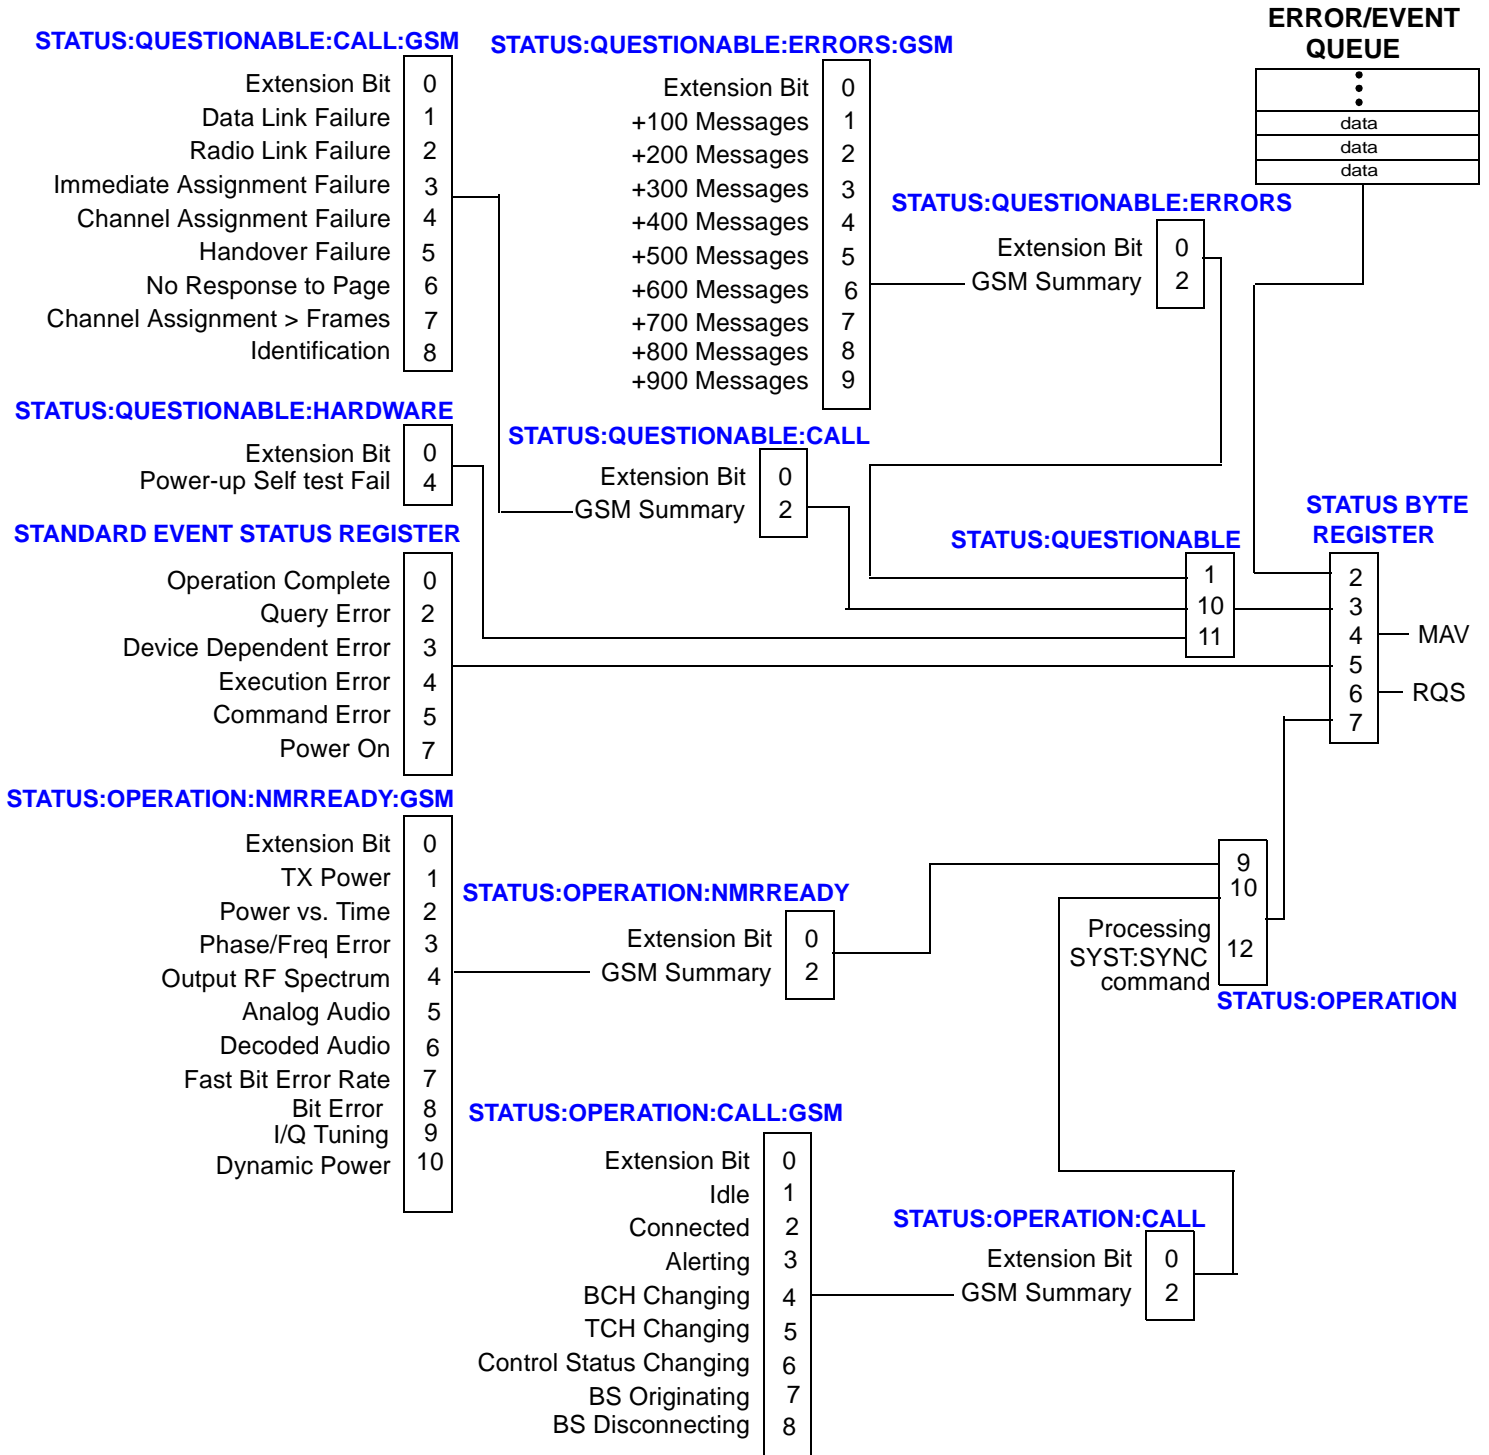 ERROR/EVENT
QUEUE
data
data
data
STATUS:QUESTIONABLE:CALL:GSM
Extension Bit 0
Data Link Failure 1
Radio Link Failure 2
Immediate Assignment Failure 3
Channel Assignment Failure 4
Handover Failure 5
No Response to Page 6
Channel Assignment > Frames 7
Identification 8
STATUS:QUESTIONABLE:ERRORS:GSM
Extension Bit 0
+100 Messages 1
+200 Messages 2
+300 Messages 3
+400 Messages 4
+500 Messages 5
+600 Messages 6
+700 Messages 7
+800 Messages 8
+900 Messages 9
STATUS:QUESTIONABLE:ERRORS
Extension Bit 0
GSM Summary 2
STATUS:QUESTIONABLE:HARDWARE
Extension Bit 0
Power-up Self test Fail 4
STATUS:QUESTIONABLE:CALL
Extension Bit 0
GSM Summary 2
STANDARD EVENT STATUS REGISTER
Operation Complete 0
Query Error 2
Device Dependent Error 3
Execution Error 4
Command Error 5
Power On 7
STATUS:QUESTIONABLE
1
10
11
STATUS BYTE
REGISTER
2
3
4 MAV
5
6 RQS
7
STATUS:OPERATION:NMRREADY:GSM
Extension Bit 0
TX Power 1
Power vs. Time 2
Phase/Freq Error 3
Output RF Spectrum 4
Analog Audio 5
Decoded Audio 6
Fast Bit Error Rate 7
Bit Error 8
I/Q Tuning 9
Dynamic Power 10
STATUS:OPERATION:NMRREADY
Extension Bit 0
GSM Summary 2
9
10
Processing
SYST:SYNC 12
command
STATUS:OPERATION
STATUS:OPERATION:CALL:GSM
Extension Bit 0
Idle 1
Connected 2
Alerting 3
BCH Changing 4
TCH Changing 5
Control Status Changing 6
BS Originating 7
BS Disconnecting 8
STATUS:OPERATION:CALL
Extension Bit 0
GSM Summary 2